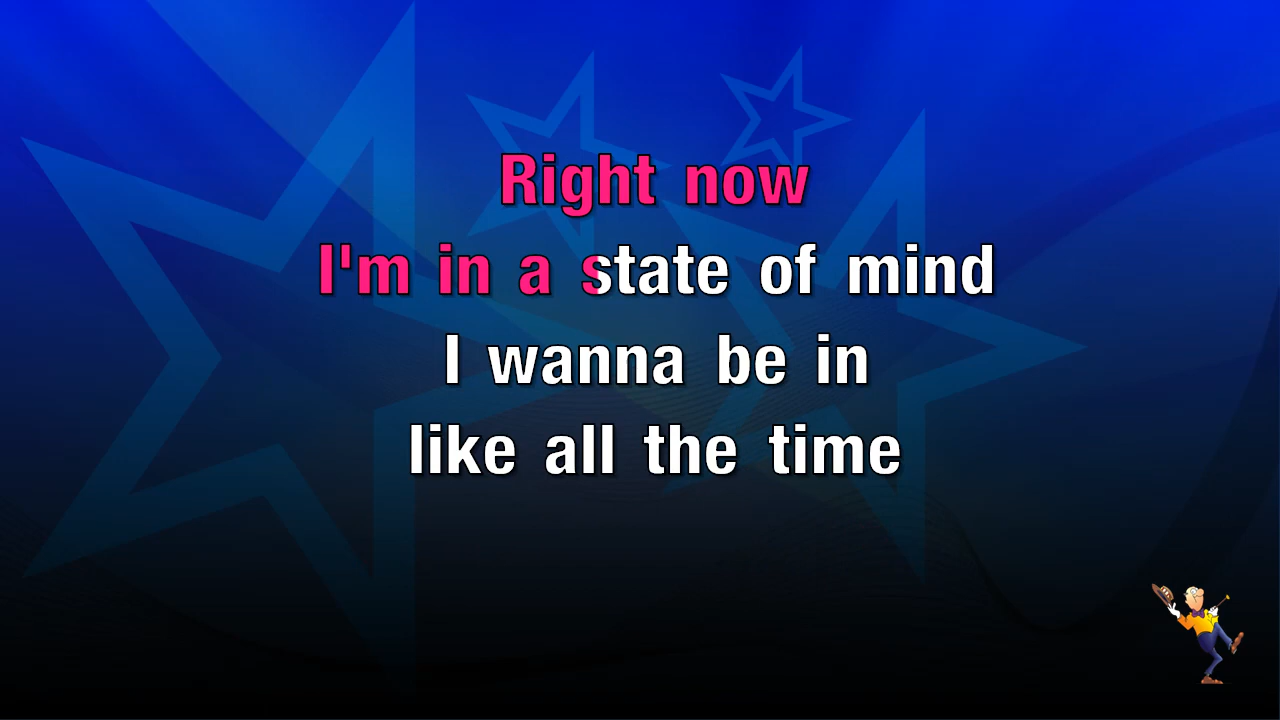 Right now
I'm in a state of mind
I wanna be in
like all the time